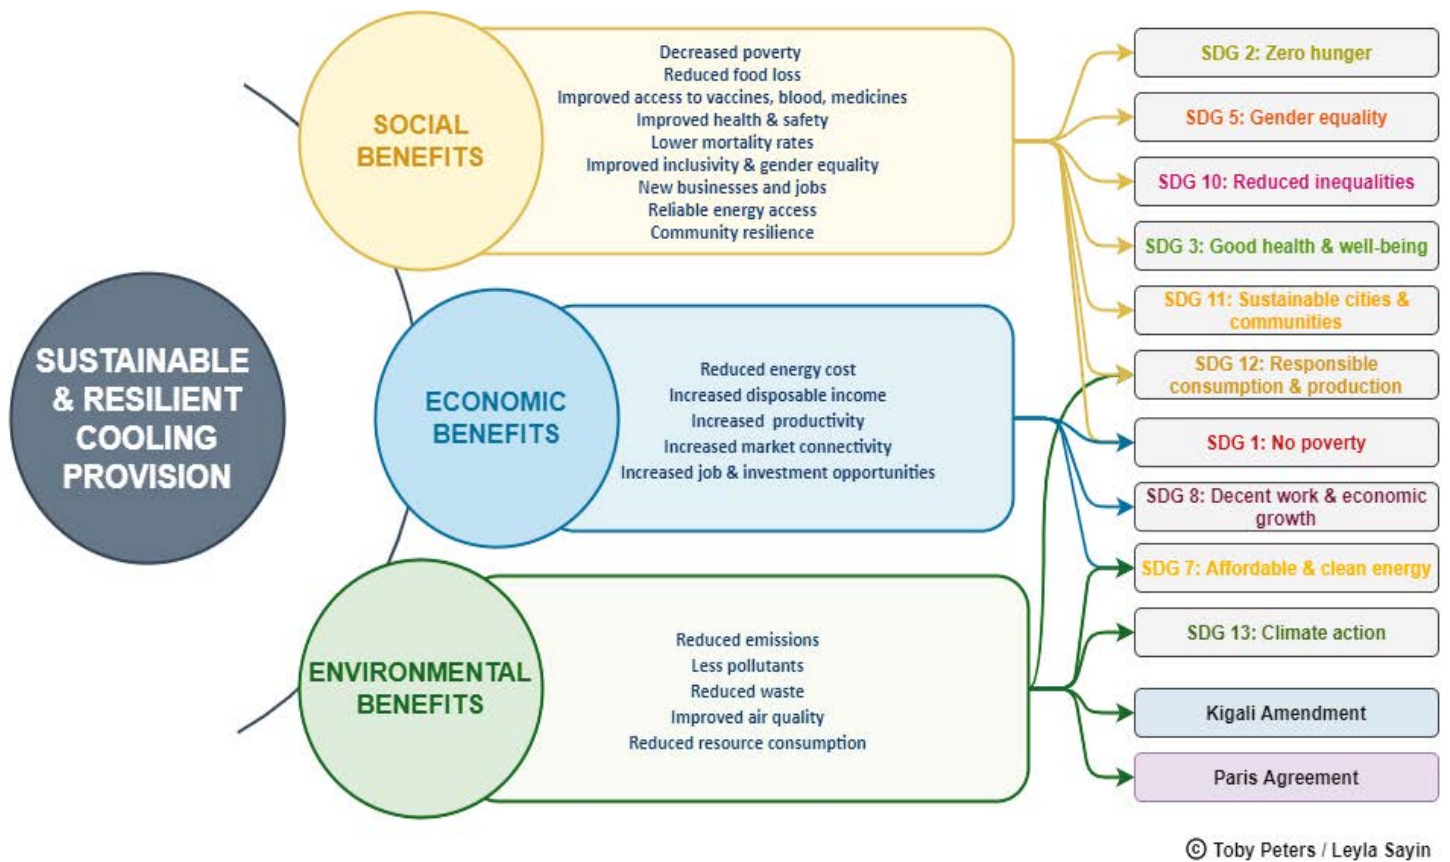 SUSTAINABLE
& RESILIENT
COOLING
PROVISION
SOCIAL
BENEFITS
Decreased poverty
Reduced food loss
Improved access to vaccines, blood, medicines
Improved health & safety
Lower mortality rates
Improved inclusivity & gender equality
New businesses and jobs
Reliable energy access
Community resilience
ECONOMIC
BENEFITS
Reduced energy cost
Increased disposable income
Increased productivity
Increased market connectivity
Increased job & investment opportunities
ENVIRONMENTAL
BENEFITS
Reduced emissions
Less pollutants
Reduced waste
Improved air quality
Reduced resource consumption
SDG 2: Zero hunger
SDG 5: Gender equality
SDG 10: Reduced inequalities
SDG 3: Good health & well-being
SDG 11: Sustainable cities &
communities
SDG 12: Responsible
consumption & production
SDG 1: No poverty
SDG 8: Decent work & economic
growth
SDG 7: Affordable & clean energy
SDG 13: Climate action
Kigali Amendment
Paris Agreement
© Toby Peters / Leyla Sayin